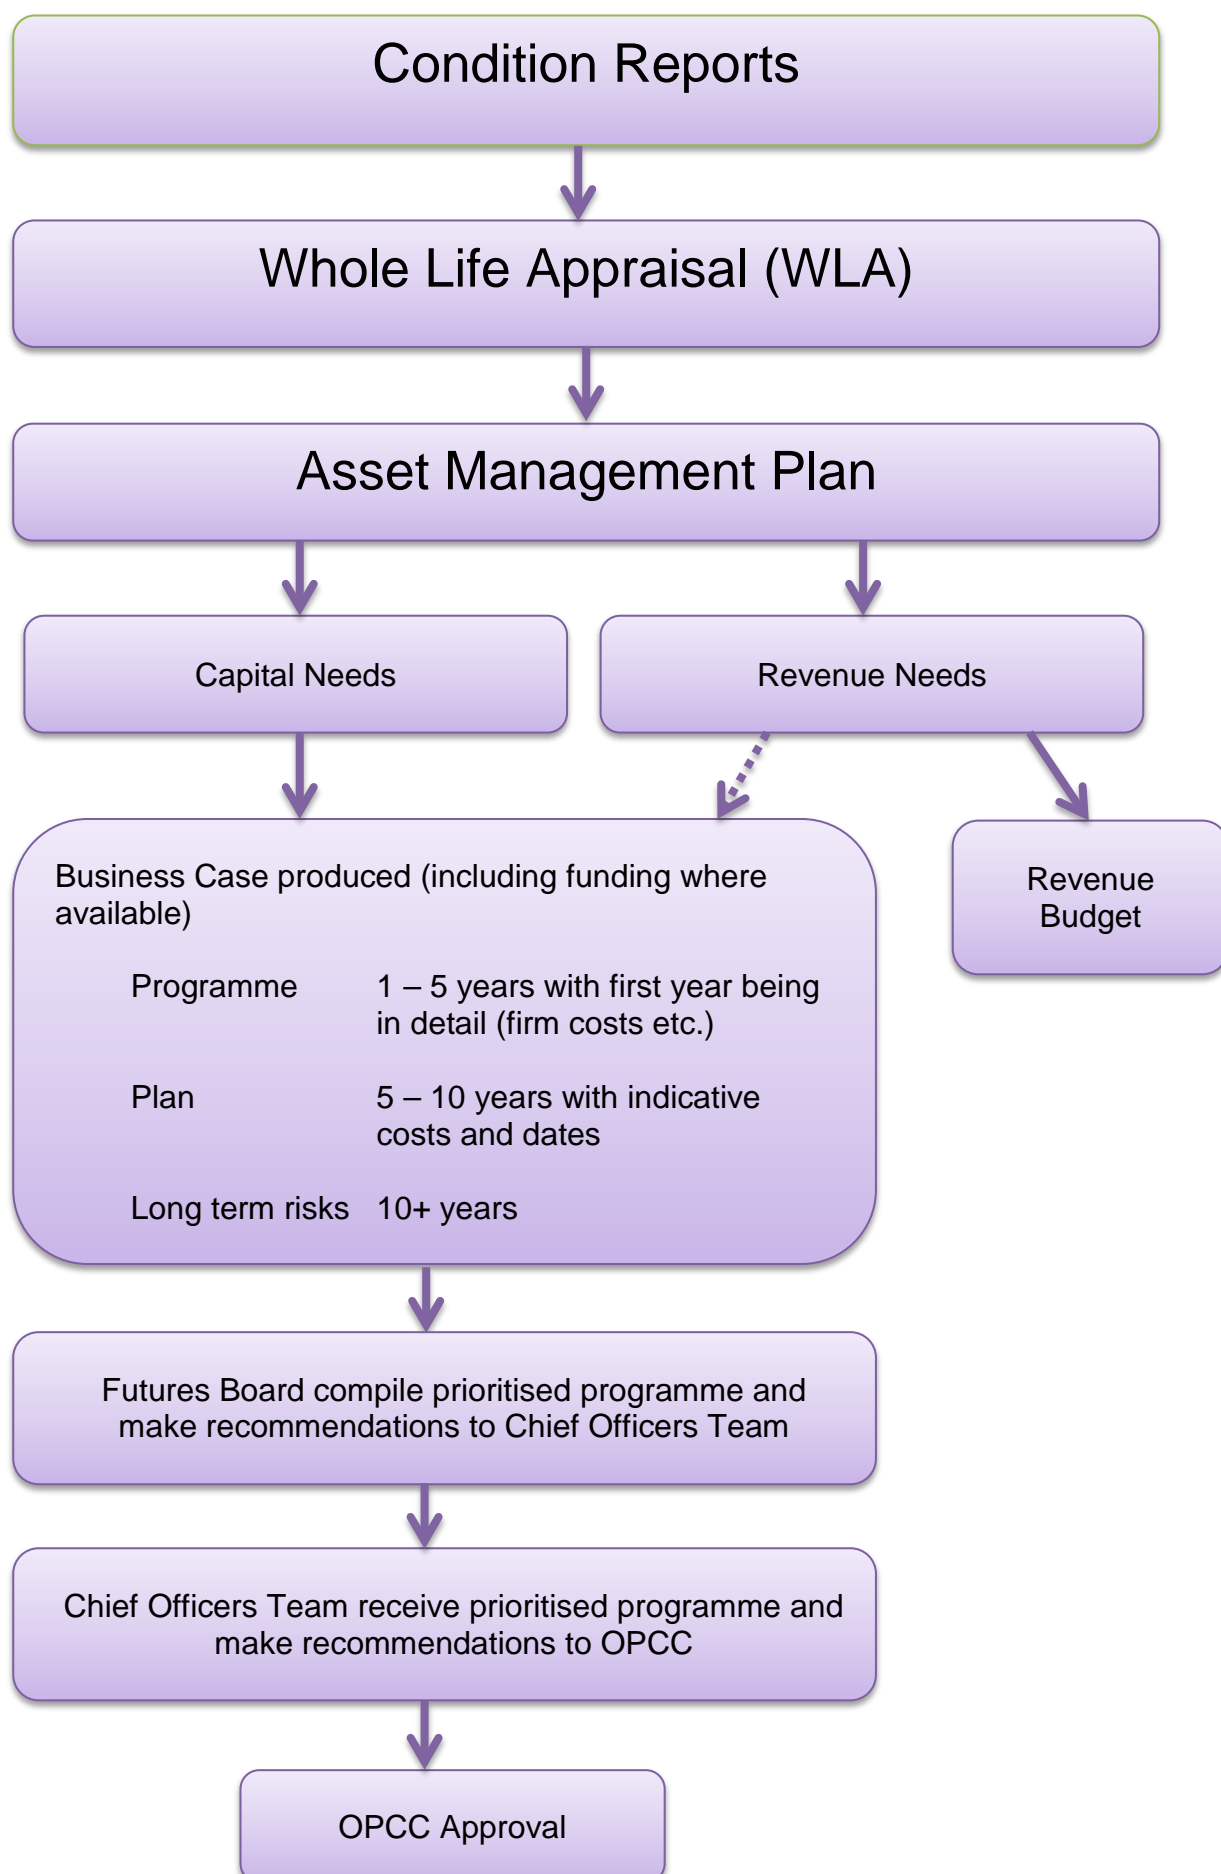 Condition Reports
Whole Life Appraisal (WLA)
Asset Management Plan
Capital Needs
Revenue Needs
Business Case produced (including funding where
available)
Programme 1 – 5 years with first year being
in detail (firm costs etc.)
Plan 5 – 10 years with indicative
costs and dates
Long term risks 10+ years
Revenue
Budget
Futures Board compile prioritised programme and
make recommendations to Chief Officers Team
Chief Officers Team receive prioritised programme and
make recommendations to OPCC
OPCC Approval